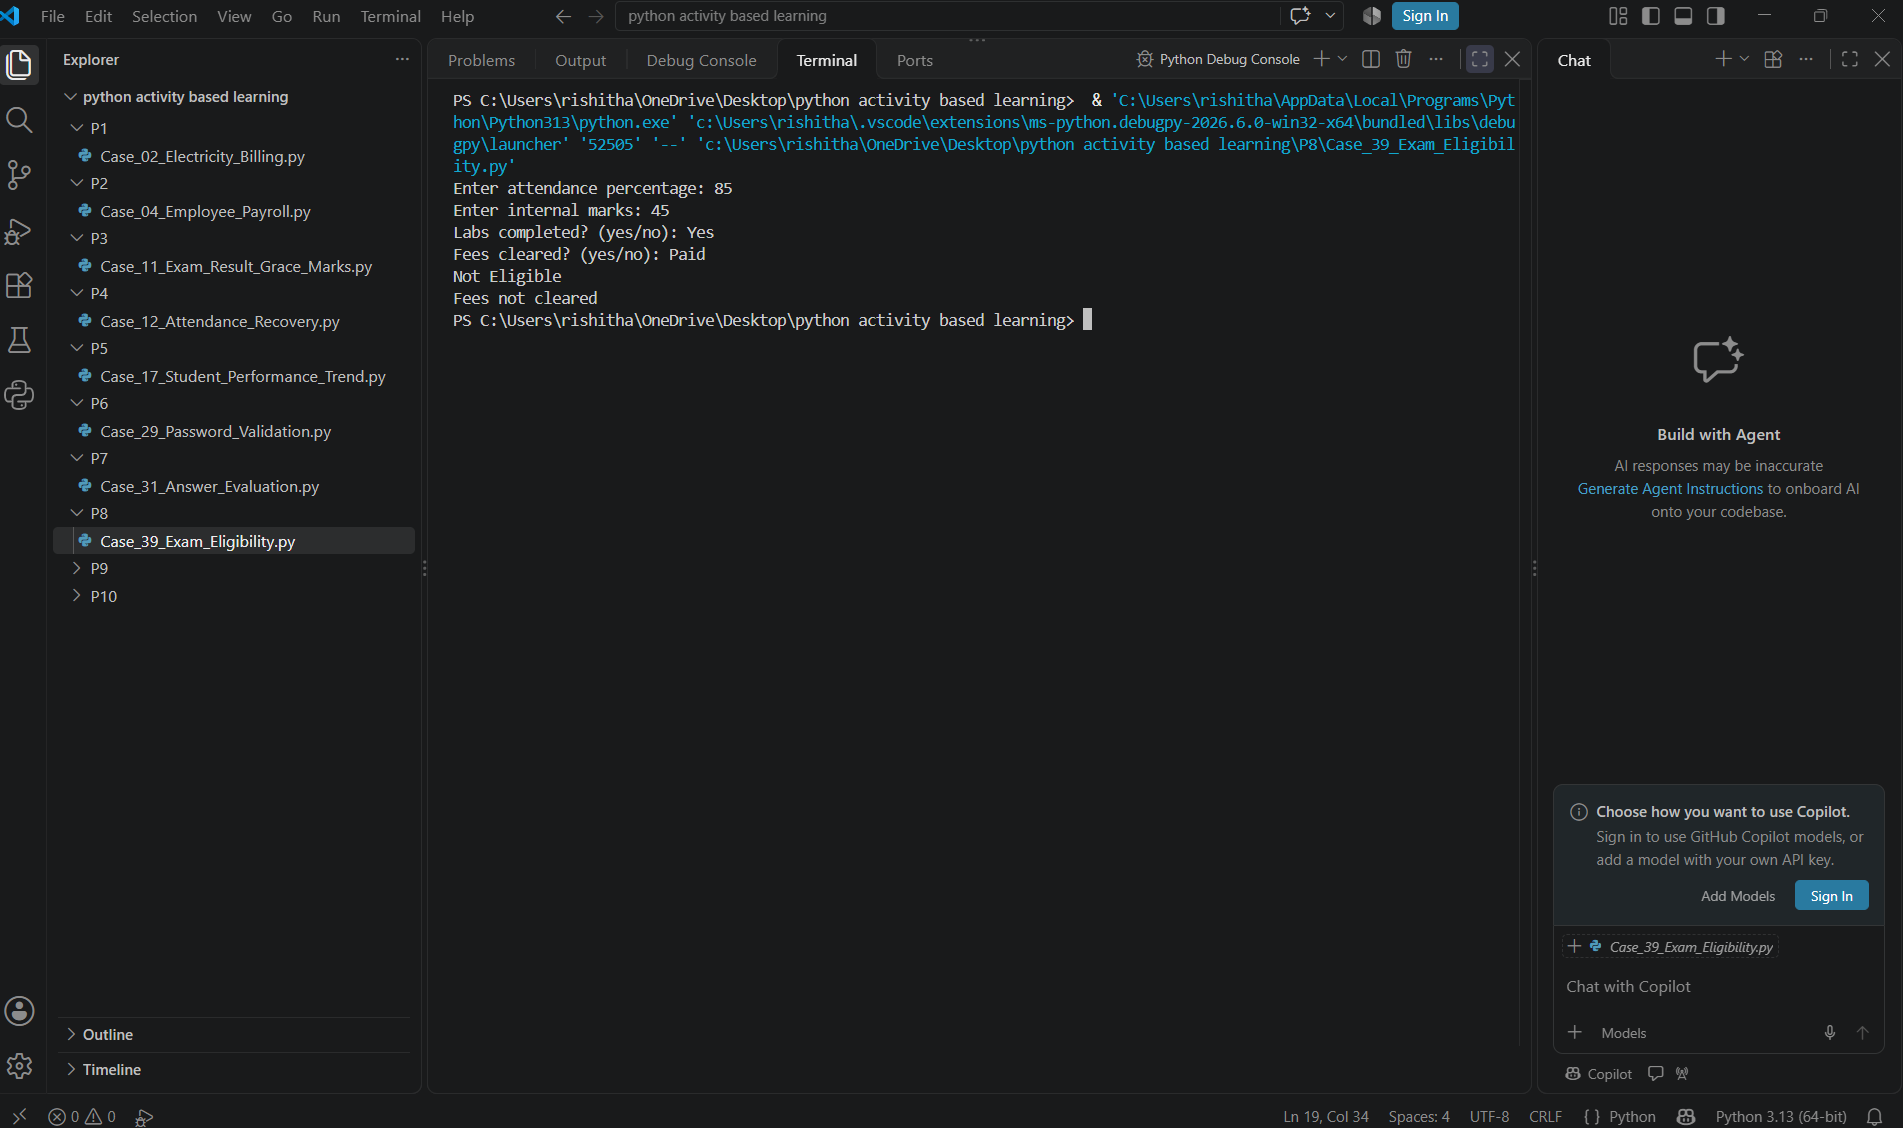 File Edit Selection View Go Run Terminal Help
python activity based learning
Sign In
Explorer
python activity based learning
P1
Case_02_Electricity_Billing.py
P2
Case_04_Employee_Payroll.py
P3
Case_11_Exam_Result_Grace_Marks.py
P4
Case_12_Attendance_Recovery.py
P5
Case_17_Student_Performance_Trend.py
P6
Case_29_Password_Validation.py
P7
Case_31_Answer_Evaluation.py
P8
Case_39_Exam_Eligibility.py
P9
P10
Outline
Timeline
Problems Output Debug Console Terminal Ports
Python Debug Console
PS C:\Users\rishitha\OneDrive\Desktop\python activity based learning>  & 'C:\Users\rishitha\AppData\Local\Programs\Pyt
hon\Python313\python.exe' 'c:\Users\rishitha\.vscode\extensions\ms-python.debugpy-2026.6.0-win32-x64\bundled\libs\debu
gpy\launcher' '52505' '--' 'c:\Users\rishitha\OneDrive\Desktop\python activity based learning\P8\Case_39_Exam_Eligibil
ity.py'
Enter attendance percentage: 85
Enter internal marks: 45
Labs completed? (yes/no): Yes
Fees cleared? (yes/no): Paid
Not Eligible
Fees not cleared
PS C:\Users\rishitha\OneDrive\Desktop\python activity based learning>
Chat
Build with Agent
AI responses may be inaccurate
Generate Agent Instructions to onboard AI
onto your codebase.
Choose how you want to use Copilot.
Sign in to use GitHub Copilot models, or
add a model with your own API key.
Add Models Sign In
Case_39_Exam_Eligibility.py
Chat with Copilot
Models
Copilot
0 0
Ln 19, Col 34 Spaces: 4 UTF-8 CRLF {} Python Python 3.13 (64-bit)